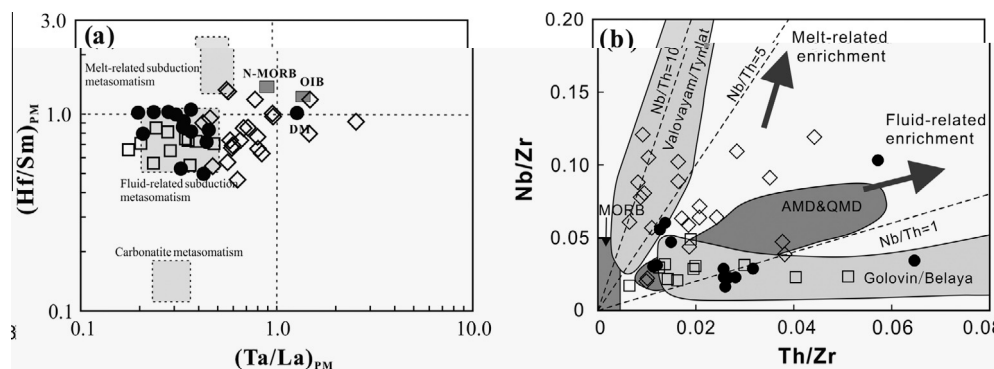 3.0
(a)
Melt-related subduction
metasomatism
N-MORB
OIB
1.0
DM
Fluid-related subduction
metasomatism
Carbonatite metasomatism
0.1
0.1
1.0
10.0
(Hf/Sm)PM
(Ta/La)PM
0.20
(b)
Melt-related
enrichment
Nb/Th=10
Valovayam/Tymlat
Nb/Th=5
0.15
Fluid-related
enrichment
0.10
MORB
AMD&QMD
Nb/Th=1
0.05
Golovin/Belaya
0
0
0.02
0.04
0.06
0.08
Nb/Zr
Th/Zr